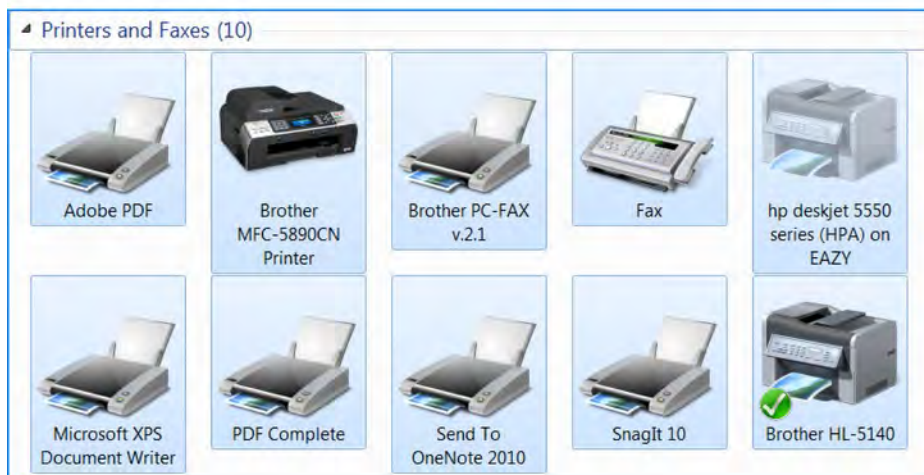 Printers and Faxes (10)
Adobe PDF
Brother
MFC-5890CN
Printer
Brother PC-FAX
v.2.1
Fax
hp deskjet 5550
series (HPA) on
EAZY
Microsoft XPS
Document Writer
PDF Complete
Send To
OneNote 2010
SnagIt 10
Brother HL-5140